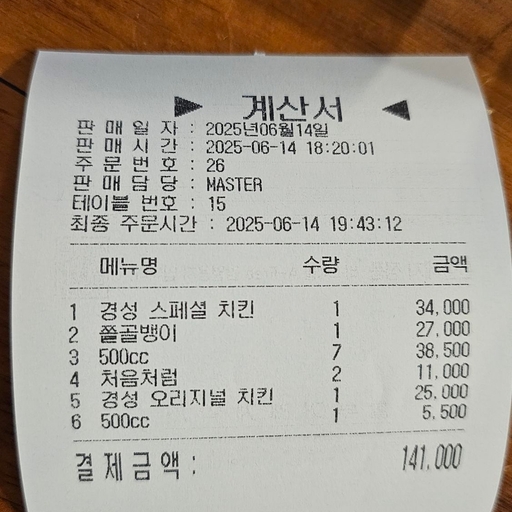 ▶ 계산서 ◀
판 매 일 자 : 2025년06월14일
판 매 시 간 : 2025-06-14 18:20:01
주 문 번 호 : 26
판 매 담 당 : MASTER
테이블 번호 : 15
최종 주문시간 : 2025-06-14 19:43:12
메뉴명 수량 금액
1 경성 스페셜 치킨 1 34,000
2 쫄골뱅이 1 27,000
3 500cc 7 38,500
4 처음처럼 2 11,000
5 경성 오리지널 치킨 1 25,000
6 500cc 1 5,500
결 제 금 액 : 141,000